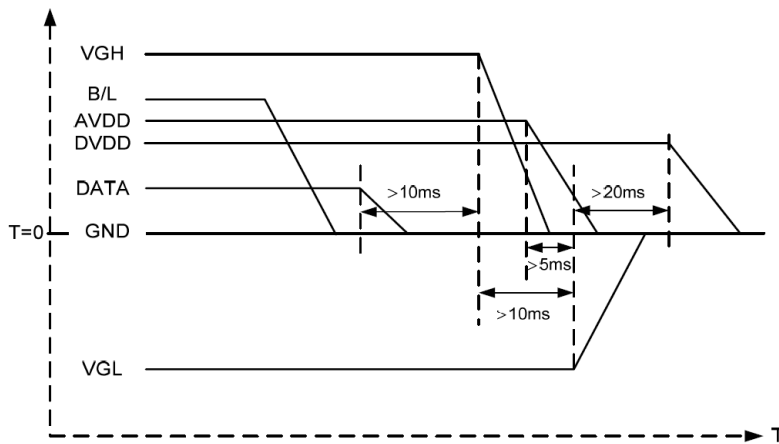 VGH
B/L
AVDD
DVDD
DATA
>10ms
>20ms
T=0
GND
>5ms
>10ms
VGL
T